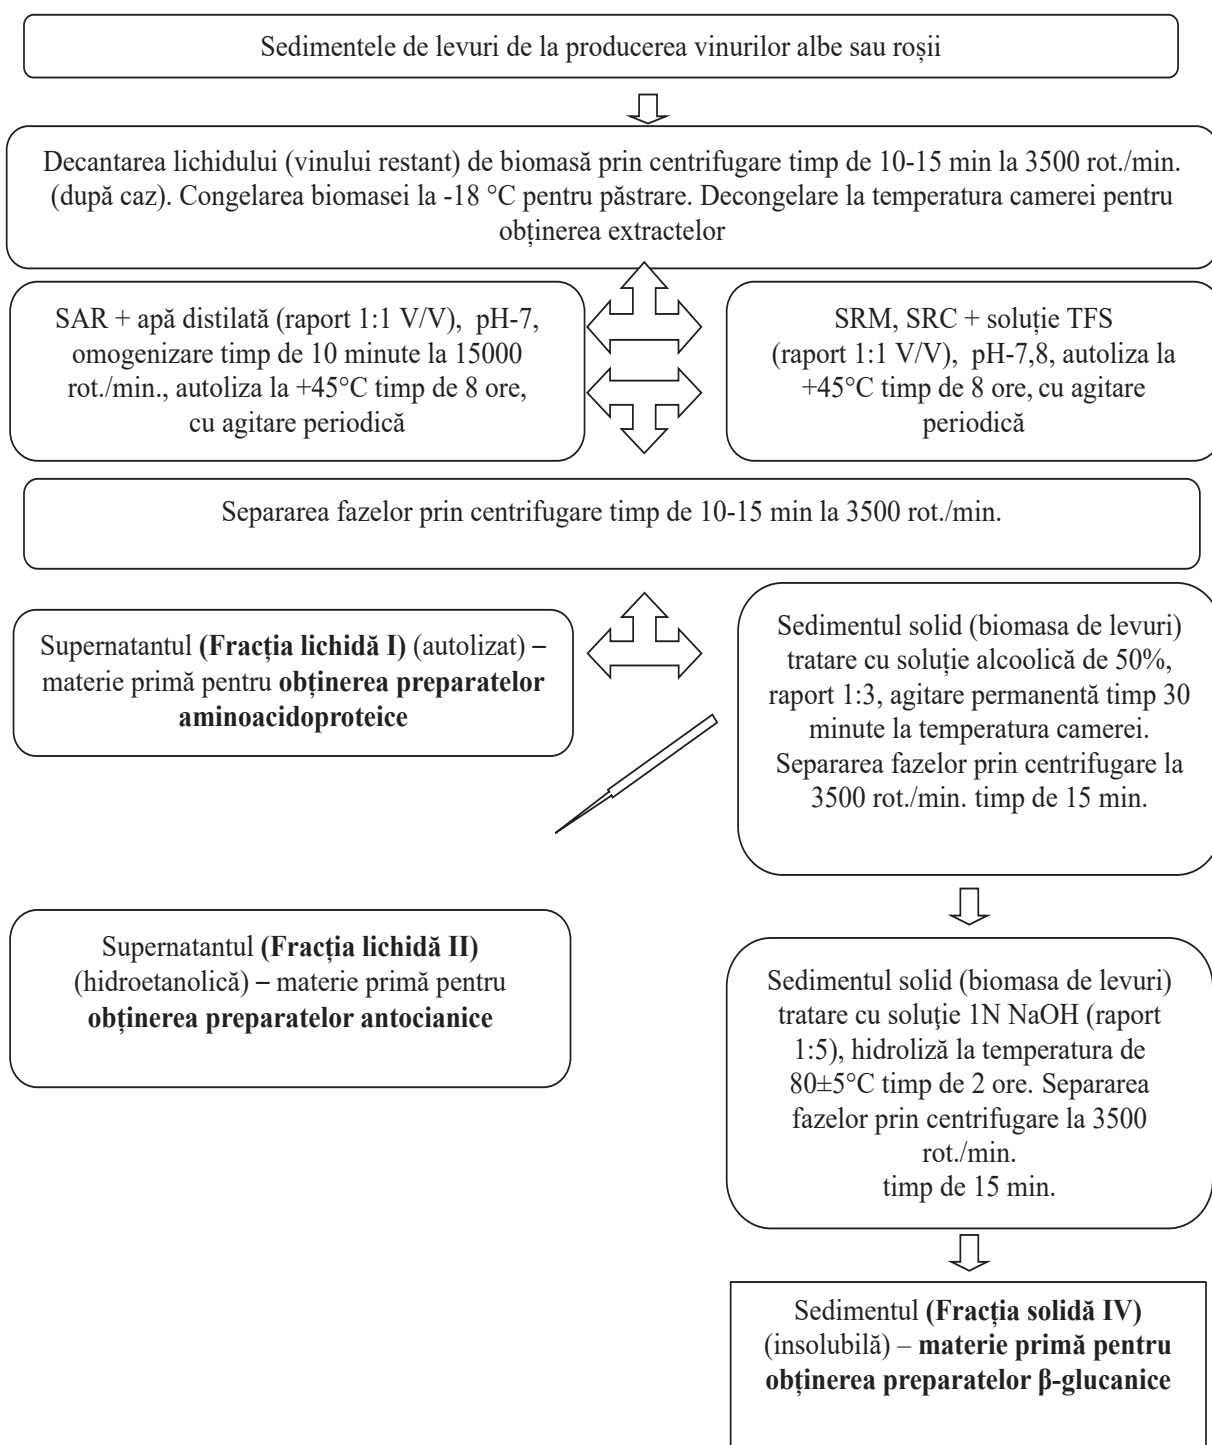 Sedimentele de levuri de la producerea vinurilor albe sau roșii
Decantarea lichidului (vinului restant) de biomasă prin centrifugare timp de 10-15 min la 3500 rot./min.
(după caz). Congelarea biomasei la -18 °C pentru păstrare. Decongelare la temperatura camerei pentru
obținerea extractelor
SAR + apă distilată (raport 1:1 V/V), pH-7,
omogenizare timp de 10 minute la 15000
rot./min., autoliza la +45°C timp de 8 ore,
cu agitare periodică
SRM, SRC + soluție TFS
(raport 1:1 V/V), pH-7,8, autoliza la
+45°C timp de 8 ore, cu agitare
periodică
Separarea fazelor prin centrifugare timp de 10-15 min la 3500 rot./min.
Supernatantul (Fracția lichidă I) (autolizat) –
materie primă pentru obținerea preparatelor
aminoacidoproteice
Sedimentul solid (biomasa de levuri)
tratare cu soluție alcoolică de 50%,
raport 1:3, agitare permanentă timp 30
minute la temperatura camerei.
Separarea fazelor prin centrifugare la
3500 rot./min. timp de 15 min.
Supernatantul (Fracția lichidă II)
(hidroetanolică) – materie primă pentru
obținerea preparatelor antocianice
Sedimentul solid (biomasa de levuri)
tratare cu soluţie 1N NaOH (raport
1:5), hidroliză la temperatura de
80±5°C timp de 2 ore. Separarea
fazelor prin centrifugare la 3500
rot./min.
timp de 15 min.
Sedimentul (Fracția solidă IV)
(insolubilă) – materie primă pentru
obținerea preparatelor β-glucanice